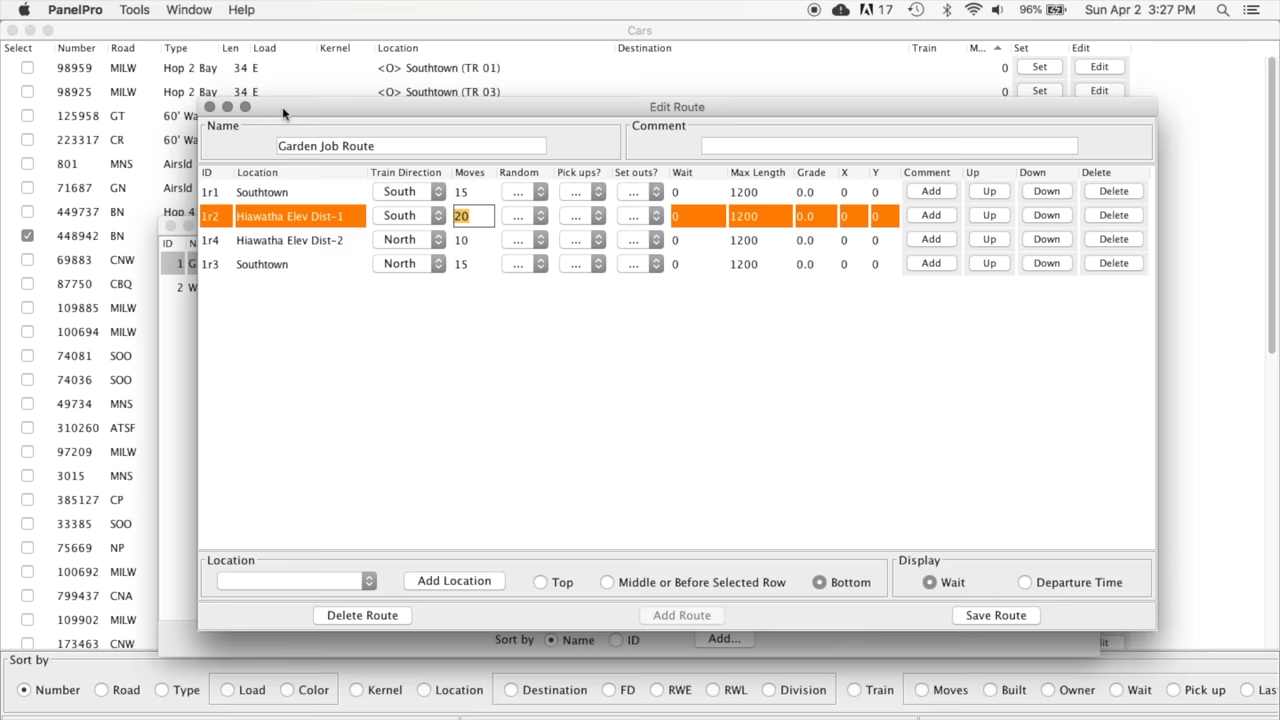 PanelPro Tools Window Help 17 96% Sun Apr 2 3:27 PM
Cars
Select Number Road Type Len Load Kernel Location Destination Train M... Set Edit
98959 MILW Hop 2 Bay 34 E <O> Southtown (TR 01) 0 Set Edit
98925 MILW Hop 2 Bay 34 E <O> Southtown (TR 03) 0 Set Edit
125958 GT 60' Wa
223317 CR 60' Wa
801 MNS Airsld
71687 GN Airsld
449737 BN Hop 4
448942 BN
69883 CNW
87750 CBQ
109885 MILW
100694 MILW
74081 SOO
74036 SOO
49734 MNS
310260 ATSF
97209 MILW
3015 MNS
385127 CP
33385 SOO
75669 NP
100692 MILW
799437 CNA
109902 MILW
173463 CNW
ID N
1 G
2 W
Edit Route
Name Comment
Garden Job Route
ID Location Train Direction Moves Random Pick ups? Set outs? Wait Max Length Grade X Y Comment Up Down Delete
1r1 Southtown South 15 ... ... ... 0 1200 0.0 0 0 Add Up Down Delete
1r2 Hiawatha Elev Dist-1 South 20 ... ... ... 0 1200 0.0 0 0 Add Up Down Delete
1r4 Hiawatha Elev Dist-2 North 10 ... ... ... 0 1200 0.0 0 0 Add Up Down Delete
1r3 Southtown North 15 ... ... ... 0 1200 0.0 0 0 Add Up Down Delete
Location Display
Add Location Top Middle or Before Selected Row Bottom Wait Departure Time
Delete Route Add Route Save Route
Sort by Name ID Add... it
Sort by
Number Road Type Load Color Kernel Location Destination FD RWE RWL Division Train Moves Built Owner Wait Pick up Las